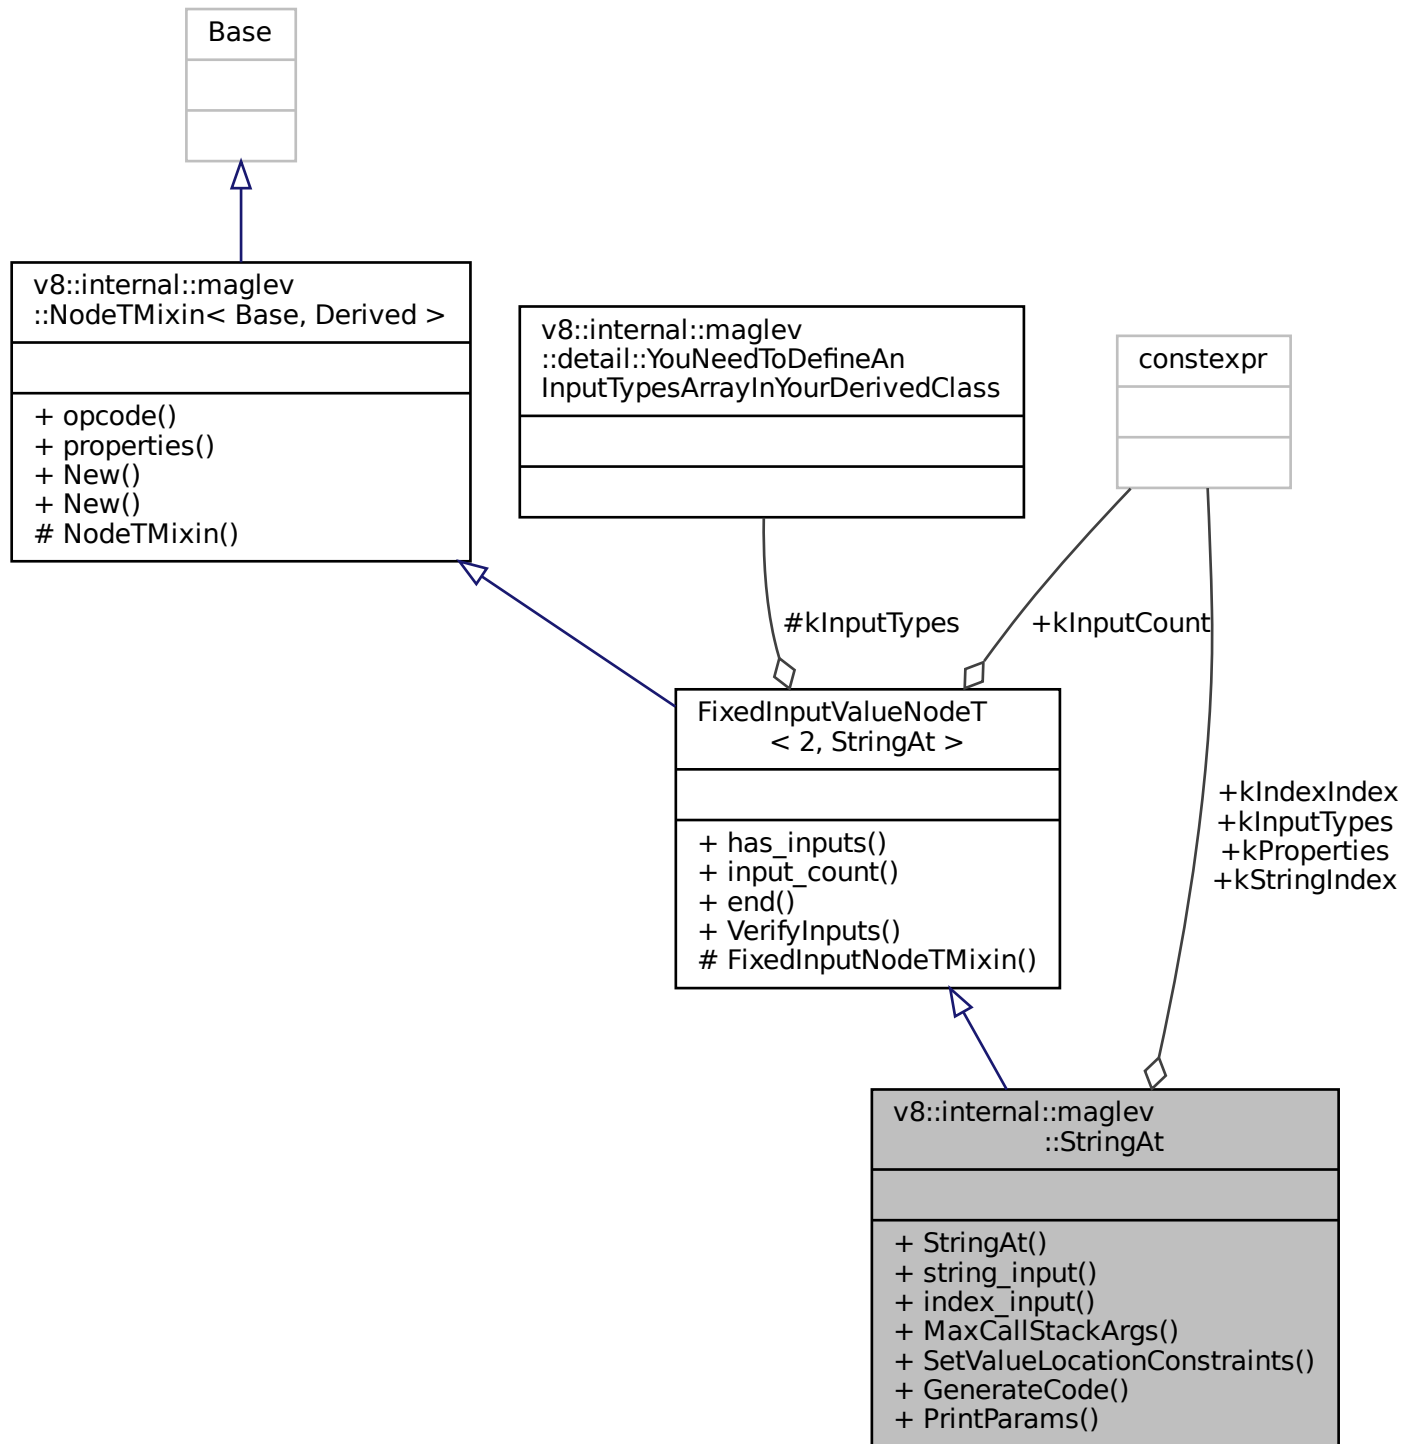 Base
v8::internal::maglev
::NodeTMixin< Base, Derived >
+ opcode()
+ properties()
+ New()
+ New()
# NodeTMixin()
v8::internal::maglev
::detail::YouNeedToDefineAn
InputTypesArrayInYourDerivedClass
constexpr
#kInputTypes
+kInputCount
FixedInputValueNodeT
< 2, StringAt >
+ has_inputs()
+ input_count()
+ end()
+ VerifyInputs()
# FixedInputNodeTMixin()
+kIndexIndex
+kInputTypes
+kProperties
+kStringIndex
v8::internal::maglev
::StringAt
+ StringAt()
+ string_input()
+ index_input()
+ MaxCallStackArgs()
+ SetValueLocationConstraints()
+ GenerateCode()
+ PrintParams()